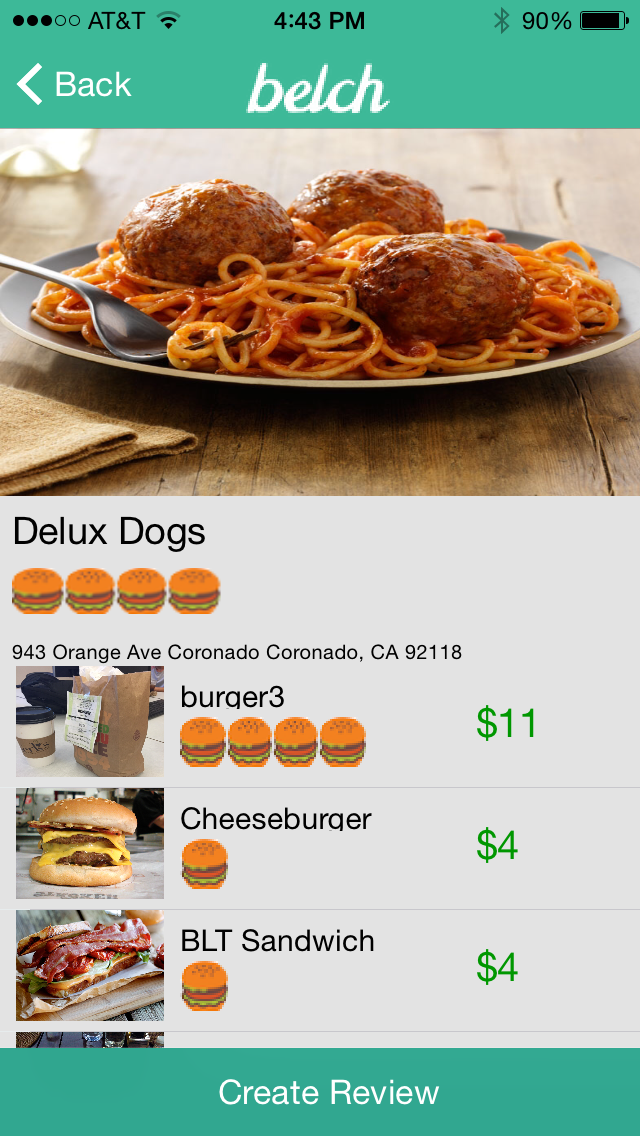 AT&T 4:43 PM 90%
Back belch
Delux Dogs
943 Orange Ave Coronado Coronado, CA 92118
burger3
$11
Cheeseburger
$4
BLT Sandwich
$4
Create Review